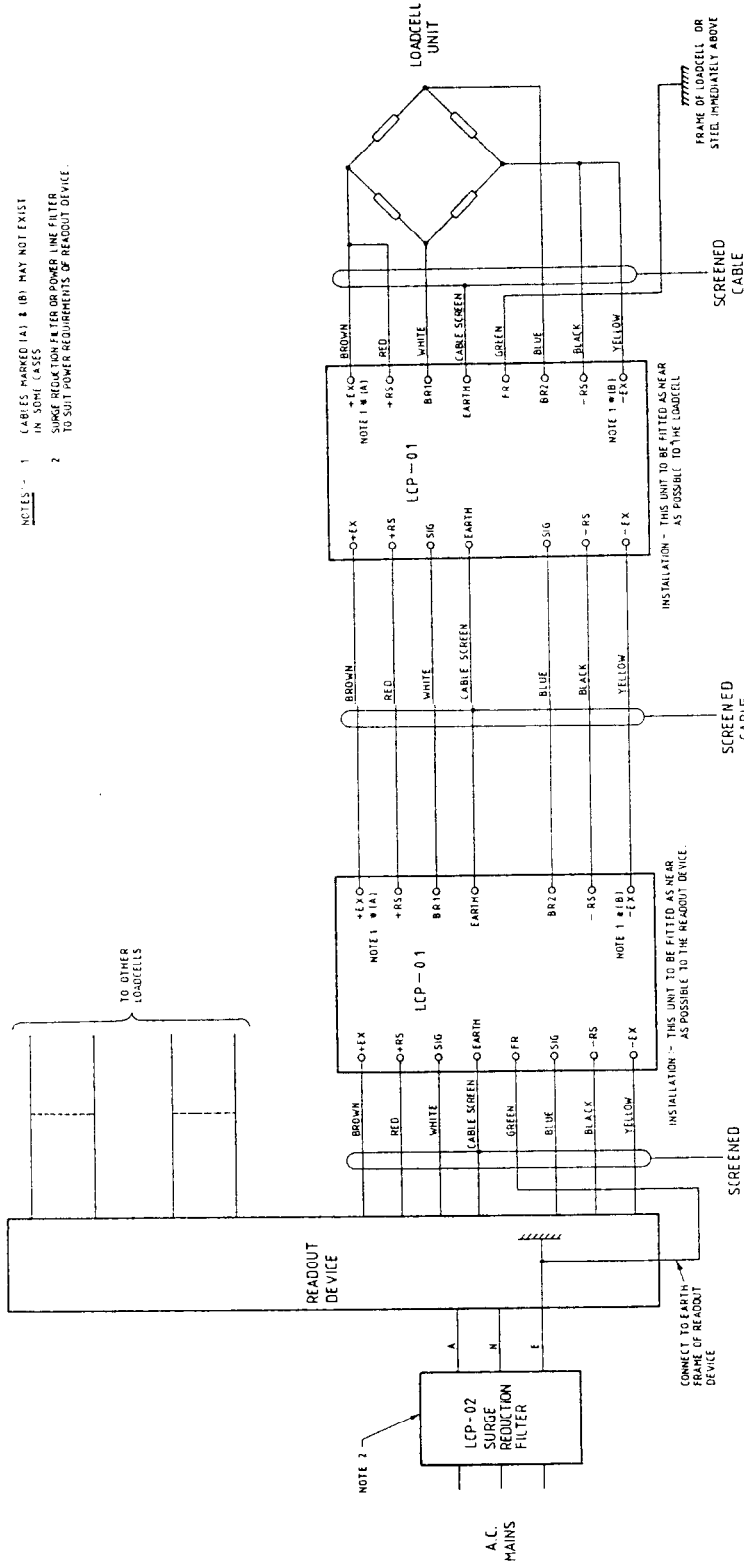 NOTES :- 1 CABLES MARKED (A) & (B) MAY NOT EXIST
IN SOME CASES
2 SURGE REDUCTION FILTER OR POWER LINE FILTER
TO SUIT POWER REQUIREMENTS OF READOUT DEVICE.
TO OTHER
LOADCELLS
LOADCELL
UNIT
READOUT
DEVICE
NOTE 2
LCP-02
SURGE
REDUCTION
FILTER
A.C.
MAINS
A
N
E
CONNECT TO EARTH
FRAME OF READOUT
DEVICE
BROWN
RED
WHITE
CABLE SCREEN
GREEN
BLUE
BLACK
YELLOW
SCREENED
+EX
+RS
SIG
EARTH
FR
SIG
-RS
-EX
LCP-01
+EX
NOTE 1 *(A)
+RS
BR1
EARTH
BR2
-RS
NOTE 1 *(B)
-EX
INSTALLATION :- THIS UNIT TO BE FITTED AS NEAR
AS POSSIBLE TO THE READOUT DEVICE.
BROWN
RED
WHITE
CABLE SCREEN
BLUE
BLACK
YELLOW
SCREENED
CABLE
+EX
+RS
SIG
EARTH
SIG
-RS
-EX
LCP-01
+EX
NOTE 1 *(A)
+RS
BR1
EARTH
FR
BR2
-RS
NOTE 1 *(B)
-EX
INSTALLATION - THIS UNIT TO BE FITTED AS NEAR
AS POSSIBLE TO THE LOADCELL
BROWN
RED
WHITE
CABLE SCREEN
GREEN
BLUE
BLACK
YELLOW
SCREENED
CABLE
FRAME OF LOADCELL OR
STEEL IMMEDIATELY ABOVE